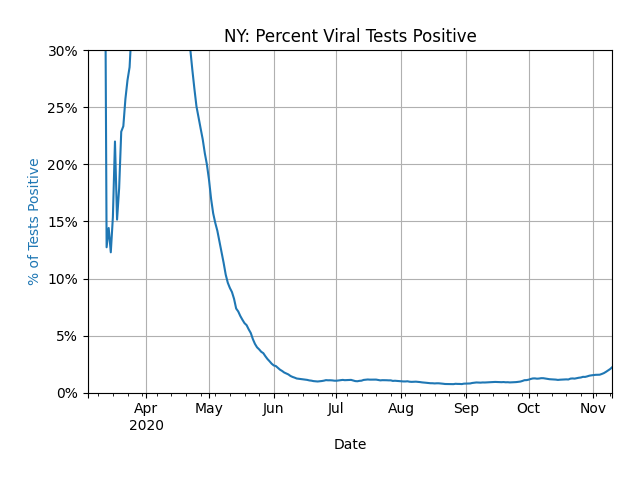 NY: Percent Viral Tests Positive
30%
25%
20%
15%
10%
5%
0%
% of Tests Positive
Apr May Jun Jul Aug Sep Oct Nov
2020
Date